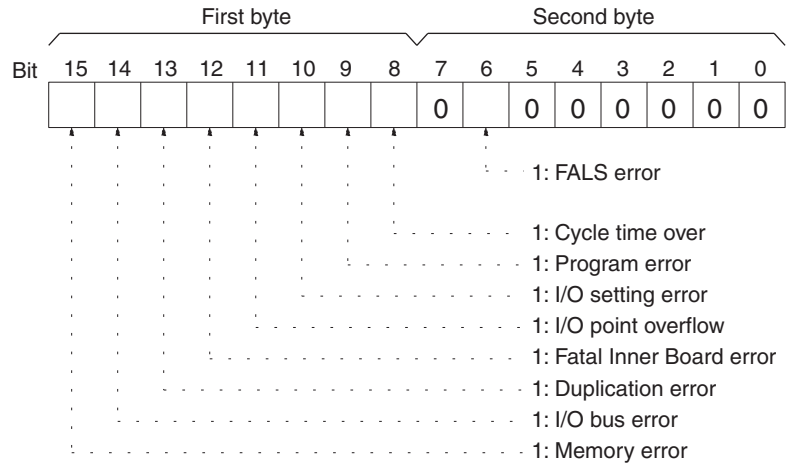 First byte Second byte
Bit 15 14 13 12 11 10 9 8 7 6 5 4 3 2 1 0
0 0 0 0 0 0 0
1: FALS error
1: Cycle time over
1: Program error
1: I/O setting error
1: I/O point overflow
1: Fatal Inner Board error
1: Duplication error
1: I/O bus error
1: Memory error